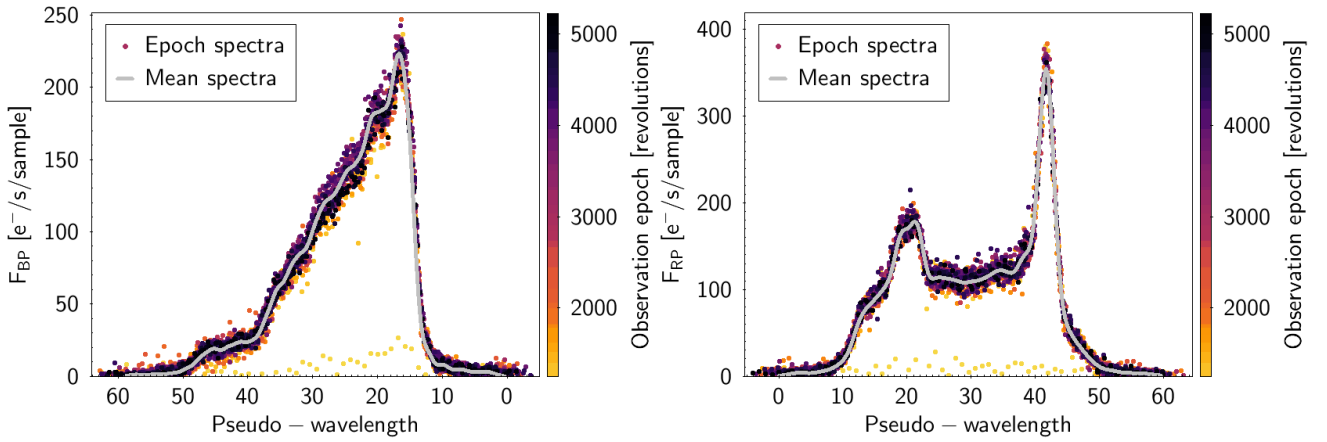 250
200
150
100
50
0
F_BP [e⁻/s/sample]
Epoch spectra
Mean spectra
60 50 40 30 20 10 0
Pseudo − wavelength
5000
4000
3000
2000
Observation epoch [revolutions]
400
300
200
100
0
F_RP [e⁻/s/sample]
Epoch spectra
Mean spectra
0 10 20 30 40 50 60
Pseudo − wavelength
5000
4000
3000
2000
Observation epoch [revolutions]